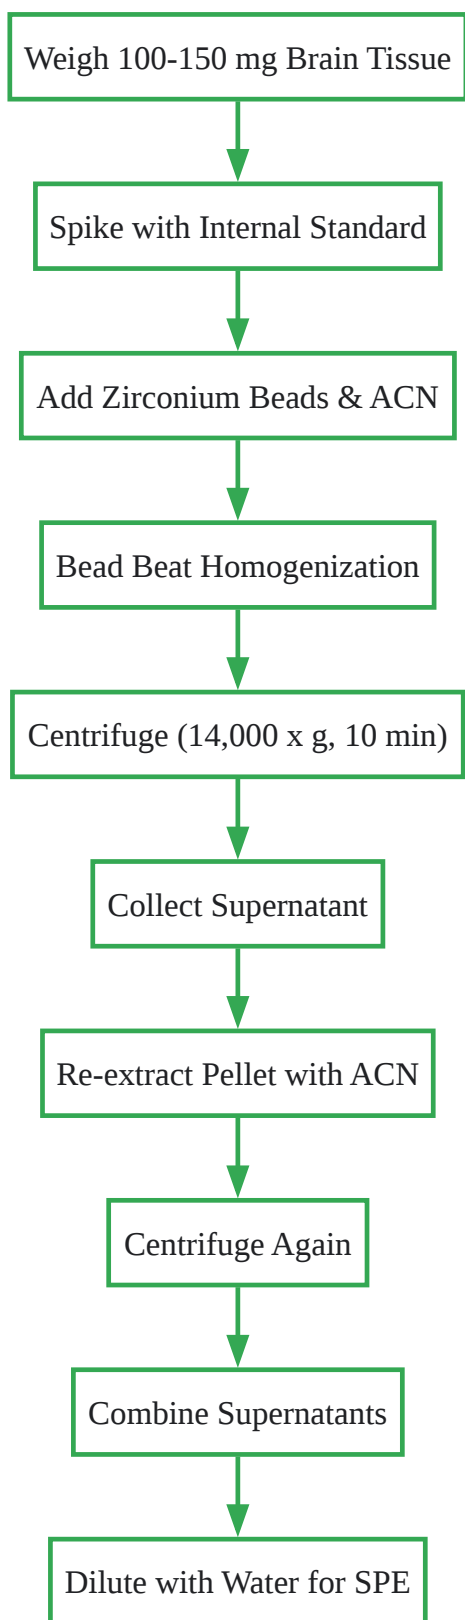 Weigh 100-150 mg Brain Tissue
Spike with Internal Standard
Add Zirconium Beads & ACN
Bead Beat Homogenization
Centrifuge (14,000 x g, 10 min)
Collect Supernatant
Re-extract Pellet with ACN
Centrifuge Again
Combine Supernatants
Dilute with Water for SPE